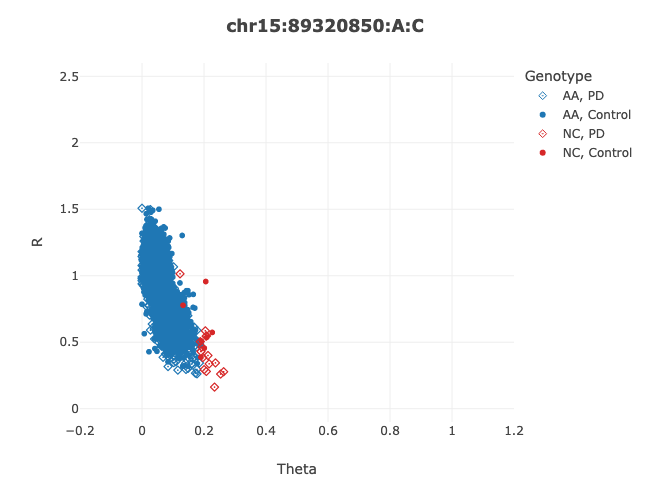 chr15:89320850:A:C
Genotype
AA, PD
AA, Control
NC, PD
NC, Control
2.5
2
1.5
1
0.5
0
R
−0.2 0 0.2 0.4 0.6 0.8 1 1.2
Theta